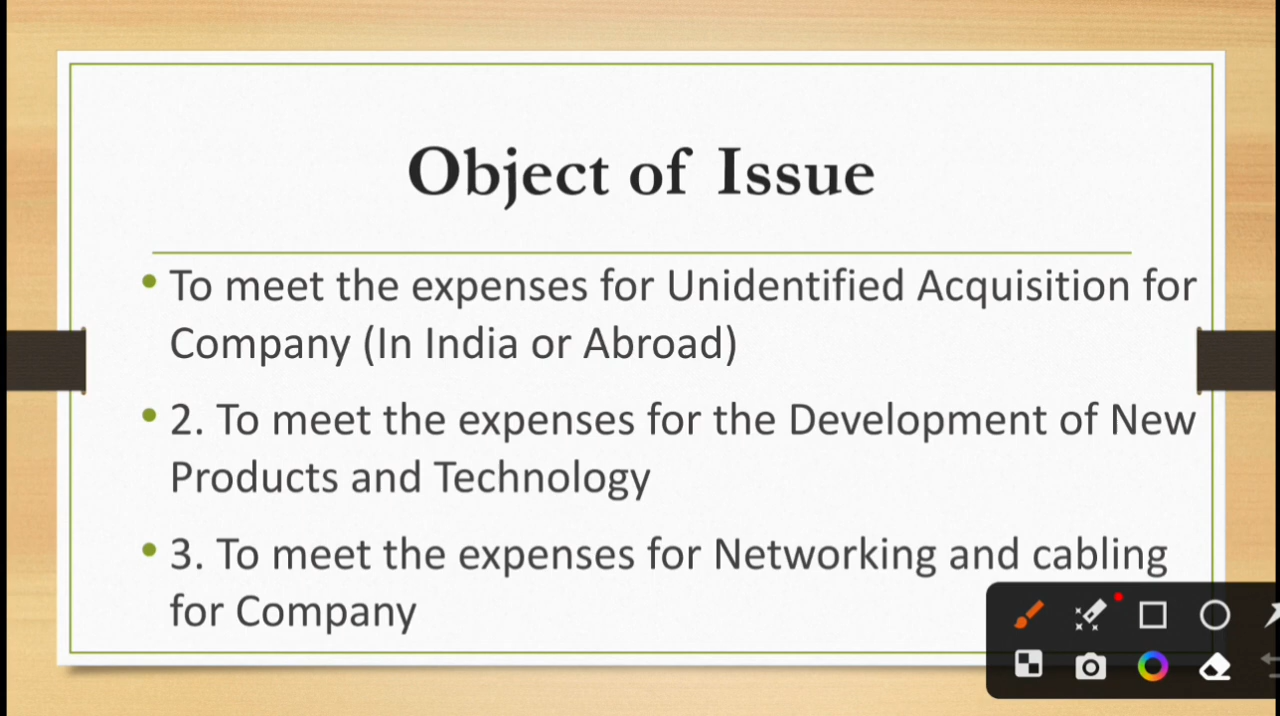 Object of Issue
• To meet the expenses for Unidentified Acquisition for
Company (In India or Abroad)
• 2. To meet the expenses for the Development of New
Products and Technology
• 3. To meet the expenses for Networking and cabling
for Company